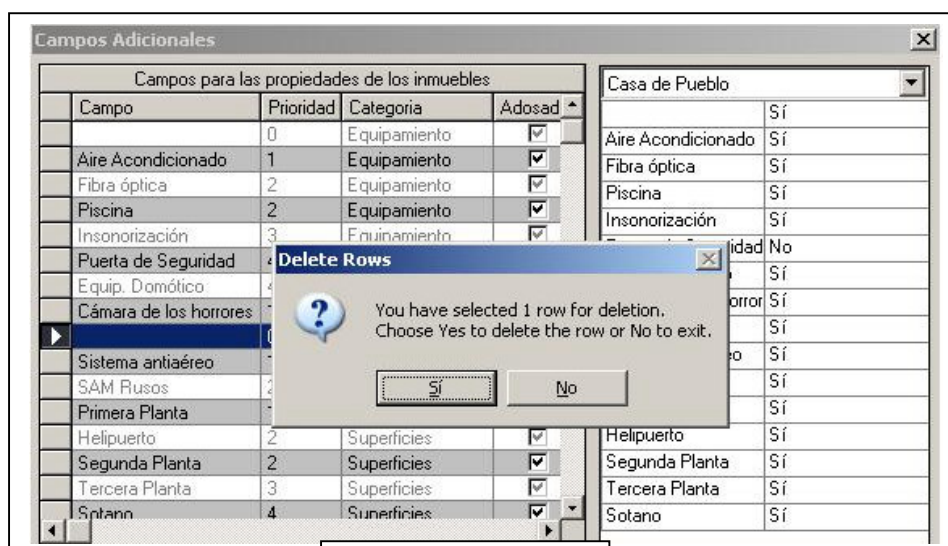 Campos Adicionales
Campos para las propiedades de los inmuebles
Campo Prioridad Categoria Adosad
0 Equipamiento
Aire Acondicionado 1 Equipamiento
Fibra óptica 2 Equipamiento
Piscina 2 Equipamiento
Insonorización 3 Equipamiento
Puerta de Seguridad
Equip. Domótico
Cámara de los horrores
Sistema antiaéreo
SAM Rusos
Primera Planta
Helipuerto 2 Superficies
Segunda Planta 2 Superficies
Tercera Planta 3 Superficies
Sotano 4 Superficies
Delete Rows
You have selected 1 row for deletion.
Choose Yes to delete the row or No to exit.
Sí No
Casa de Pueblo
Sí
Aire Acondicionado Sí
Fibra óptica Sí
Piscina Sí
Insonorización Sí
No
Sí
Sí
Sí
Sí
Sí
Sí
Helipuerto Sí
Segunda Planta Sí
Tercera Planta Sí
Sotano Sí